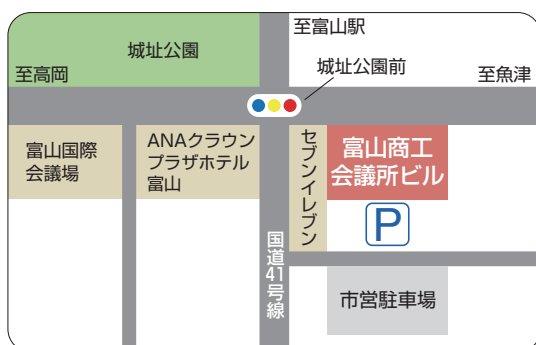 至富山駅
城址公園
城址公園前
至高岡
至魚津
富山国際
会議場
ANAクラウン
プラザホテル
富山
セブンイレブン
富山商工
会議所ビル
P
国道41号線
市営駐車場